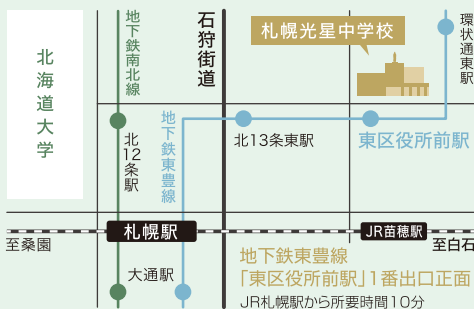 北海道大学
地下鉄南北線
石狩街道
札幌光星中学校
環状通東駅
北12条駅
地下鉄東豊線
北13条東駅
東区役所前駅
札幌駅
JR苗穂駅
至桑園
至白石
大通駅
地下鉄東豊線
「東区役所前駅」1番出口正面
JR札幌駅から所要時間10分